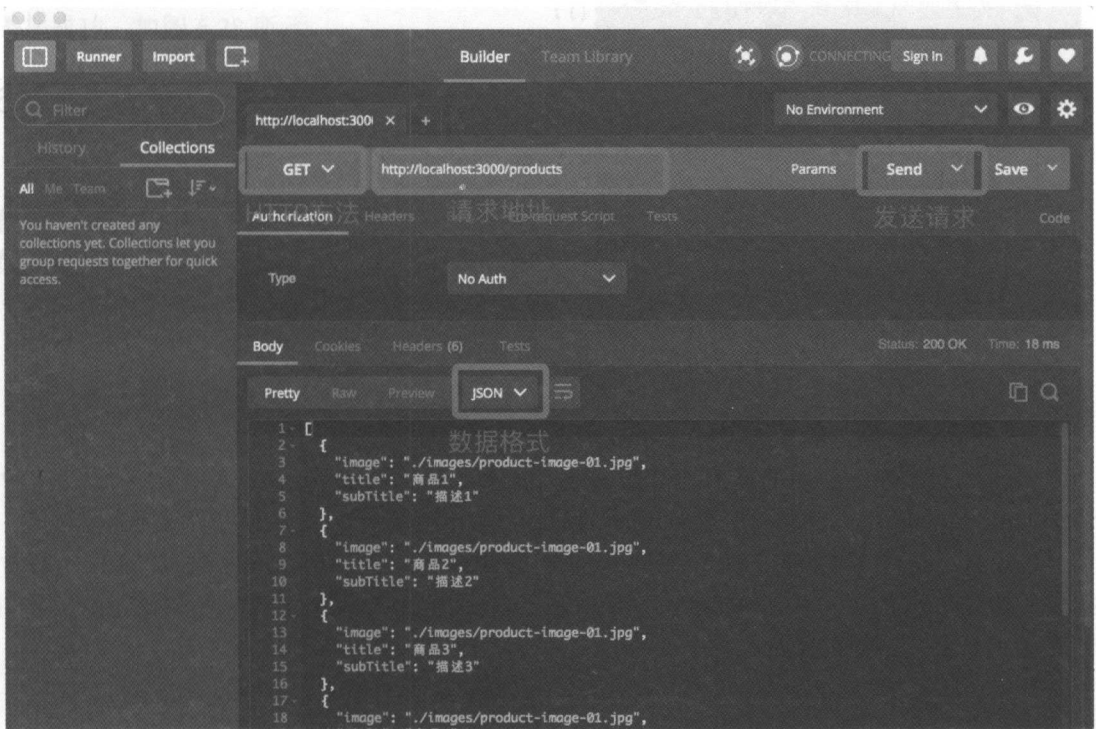 Runner Import Builder Team Library CONNECTING Sign In
Filter No Environment
http://localhost:300 × +
History Collections
GET http://localhost:3000/products Params Send Save
All Me Team
HTTP方法 请求地址 发送请求
Authorization Headers Pre-request Script Tests Code
You haven't created any
collections yet. Collections let you
group requests together for quick
access.
Type No Auth
Body Cookies Headers (6) Tests Status: 200 OK Time: 18 ms
Pretty Raw Preview JSON
数据格式
1 [
2 {
3 "image": "./images/product-image-01.jpg",
4 "title": "商品1",
5 "subTitle": "描述1"
6 },
7 {
8 "image": "./images/product-image-01.jpg",
9 "title": "商品2",
10 "subTitle": "描述2"
11 },
12 {
13 "image": "./images/product-image-01.jpg",
14 "title": "商品3",
15 "subTitle": "描述3"
16 },
17 {
18 "image": "./images/product-image-01.jpg",